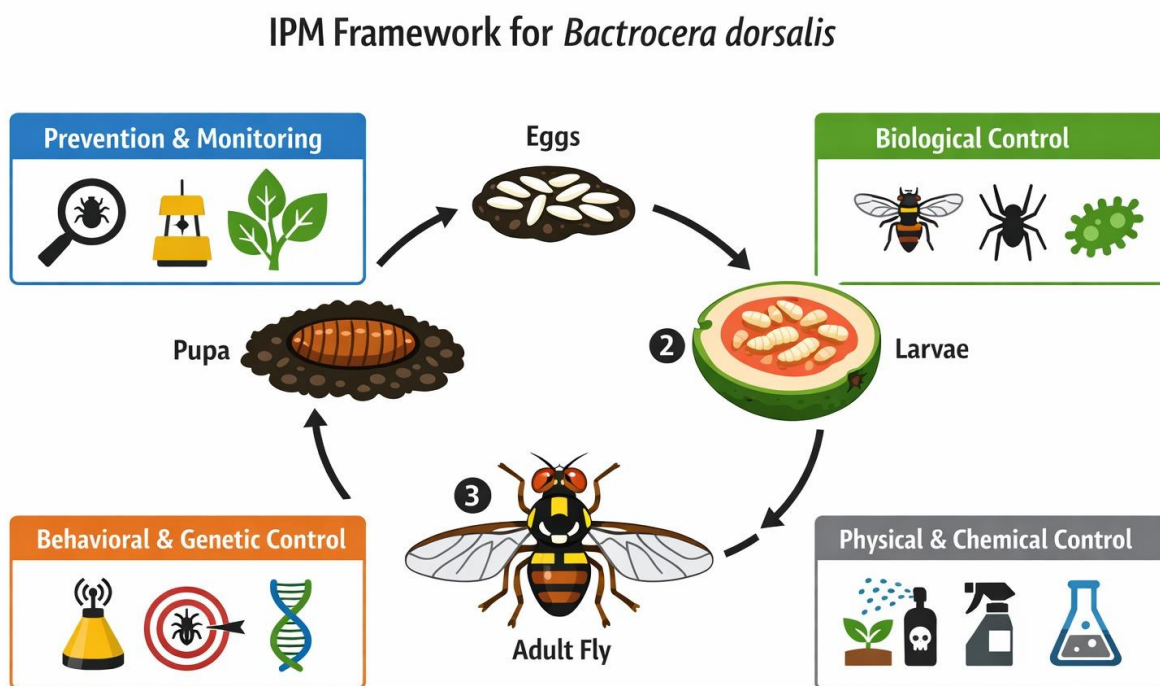 IPM Framework for Bactrocera dorsalis
Prevention & Monitoring
Eggs
Biological Control
Pupa
2
Larvae
3
Behavioral & Genetic Control
Adult Fly
Physical & Chemical Control